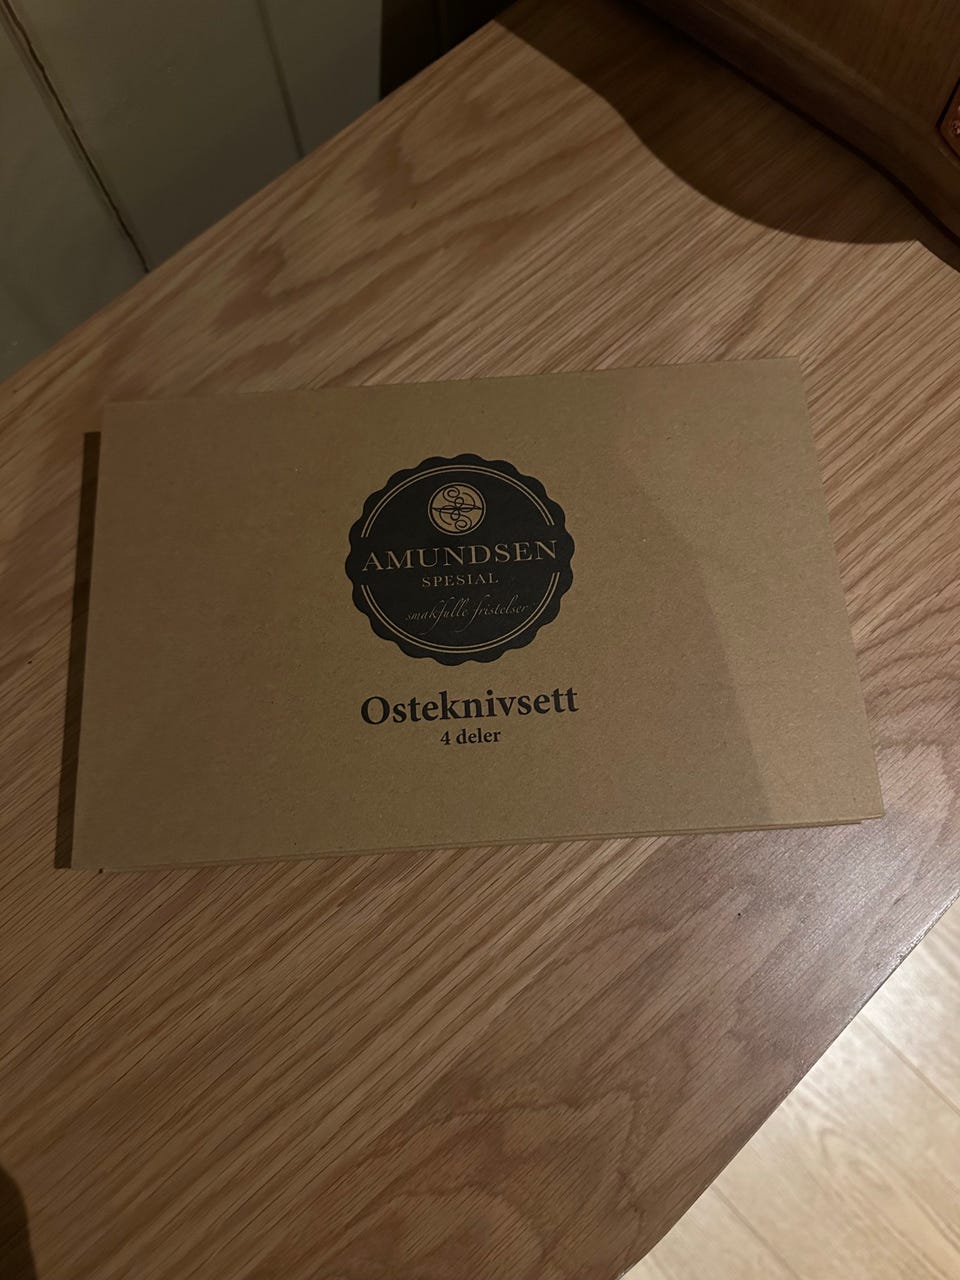 AMUNDSEN
SPESIAL
smakfulle fristelser
Osteknivsett
4 deler